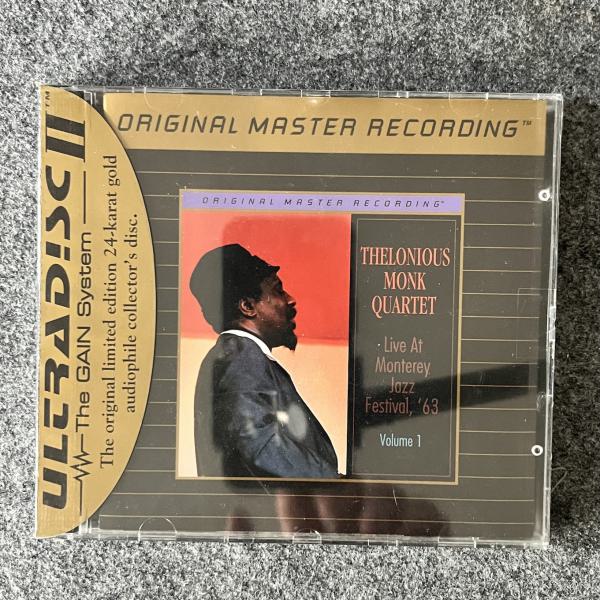 ORIGINAL MASTER RECORDING™
ULTRADISC II™
The GAIN System
The original limited edition 24-karat gold
audiophile collector's disc.
ORIGINAL MASTER RECORDING™
THELONIOUS
MONK
QUARTET
Live At
Monterey
Jazz
Festival, '63
Volume 1